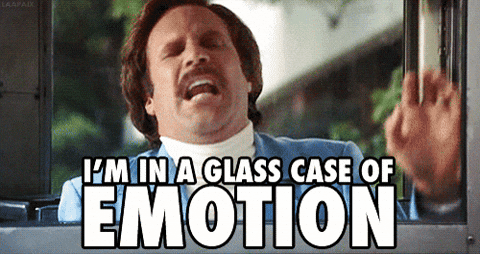 I'M IN A GLASS CASE OF
EMOTION